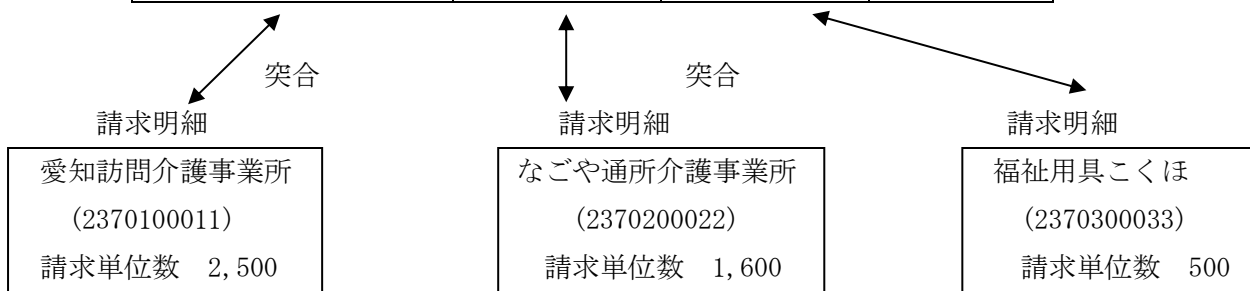 突合 突合
請求明細 請求明細 請求明細
愛知訪問介護事業所 なごや通所介護事業所 福祉用具こくほ
(2370100011) (2370200022) (2370300033)
請求単位数 2,500 請求単位数 1,600 請求単位数 500